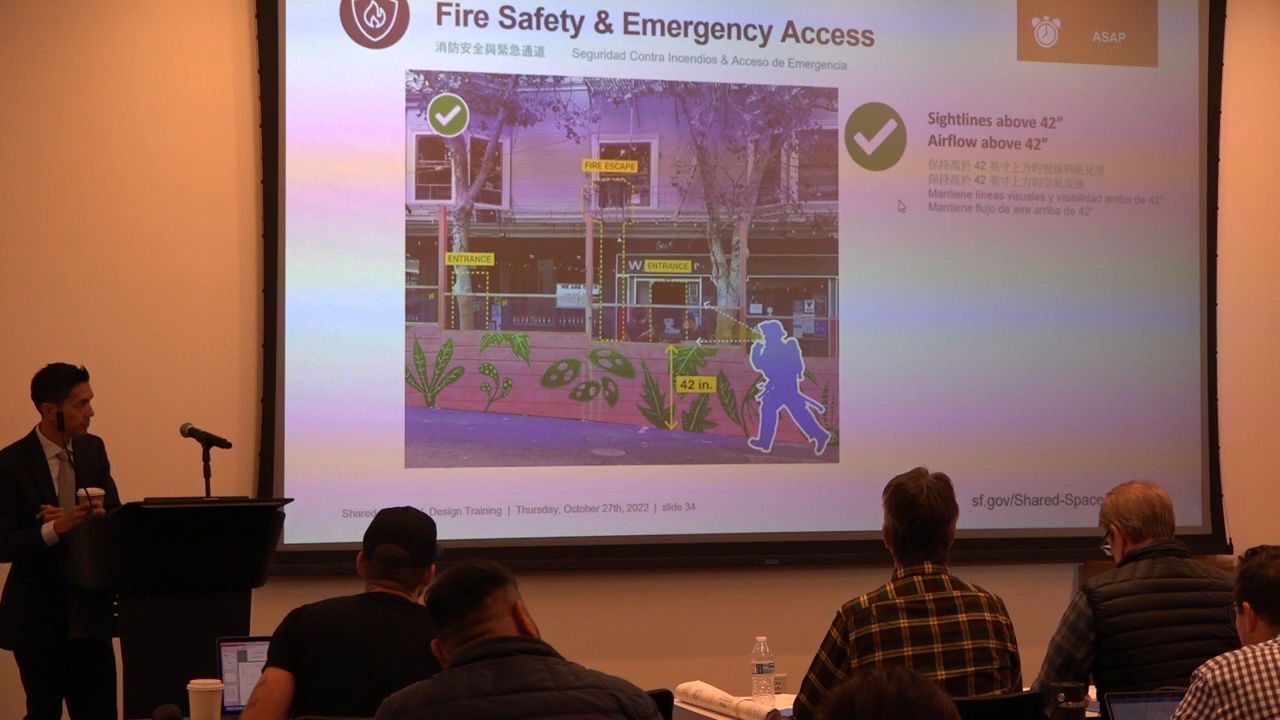 Fire Safety & Emergency Access
ASAP
消防安全與緊急通道 Seguridad Contra Incendios & Acceso de Emergencia
Sightlines above 42”
Airflow above 42”
保持高於 42 英寸上方的視線
保持高於 42 英寸上方的空氣流通
Mantiene líneas visuales y visibilidad arriba de 42”
Mantiene flujo de aire arriba de 42”
FIRE ESCAPE
ENTRANCE
ENTRANCE
WE ARE
42 in.
Design Training | Thursday, October 27th, 2022 | slide 34
sf.gov/Shared-Space